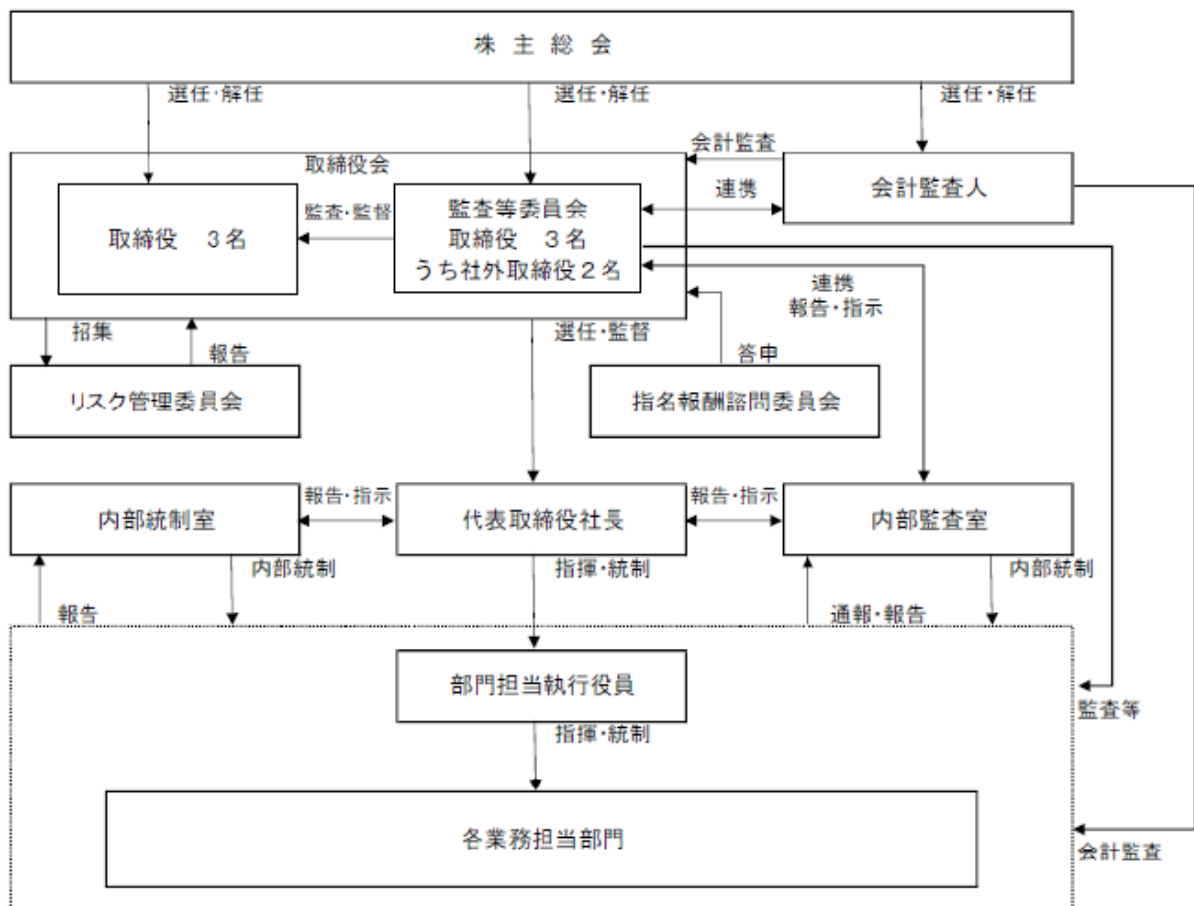 株主総会
選任・解任
選任・解任
選任・解任
取締役会
会計監査
取締役 3名
監査・監督
監査等委員会
取締役 3名
うち社外取締役2名
連携
会計監査人
連携
報告・指示
招集
報告
選任・監督
答申
リスク管理委員会
指名報酬諮問委員会
内部統制室
報告・指示
代表取締役社長
報告・指示
内部監査室
内部統制
指揮・統制
内部統制
報告
通報・報告
部門担当執行役員
監査等
指揮・統制
各業務担当部門
会計監査